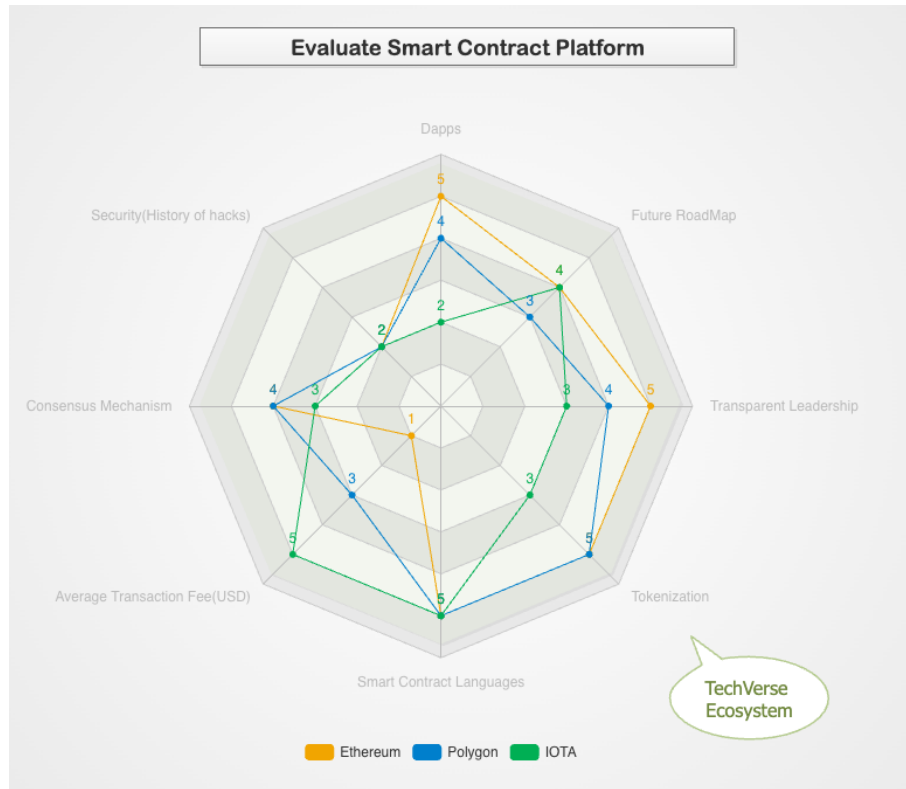 Evaluate Smart Contract Platform
Dapps
5
Security(History of hacks)
Future RoadMap
4
4
3
2
2
Consensus Mechanism
4
3
1
3
4
5
Transparent Leadership
3
3
5
5
Average Transaction Fee(USD)
5
Tokenization
Smart Contract Languages
TechVerse
Ecosystem
Ethereum
Polygon
IOTA